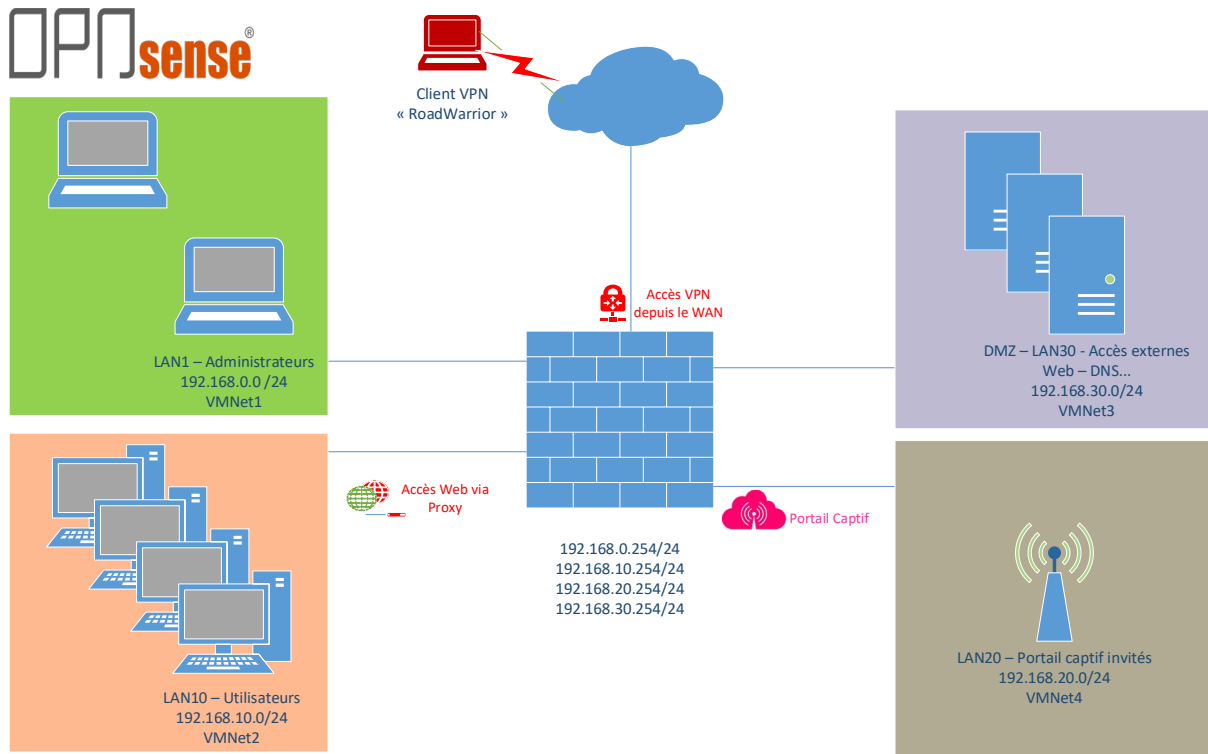 OPNsense®
Client VPN
« RoadWarrior »
LAN1 – Administrateurs
192.168.0.0 /24
VMNet1
Accès VPN
depuis le WAN
DMZ – LAN30 - Accès externes
Web – DNS...
192.168.30.0/24
VMNet3
Accès Web via
Proxy
Portail Captif
192.168.0.254/24
192.168.10.254/24
192.168.20.254/24
192.168.30.254/24
LAN10 – Utilisateurs
192.168.10.0/24
VMNet2
LAN20 – Portail captif invités
192.168.20.0/24
VMNet4